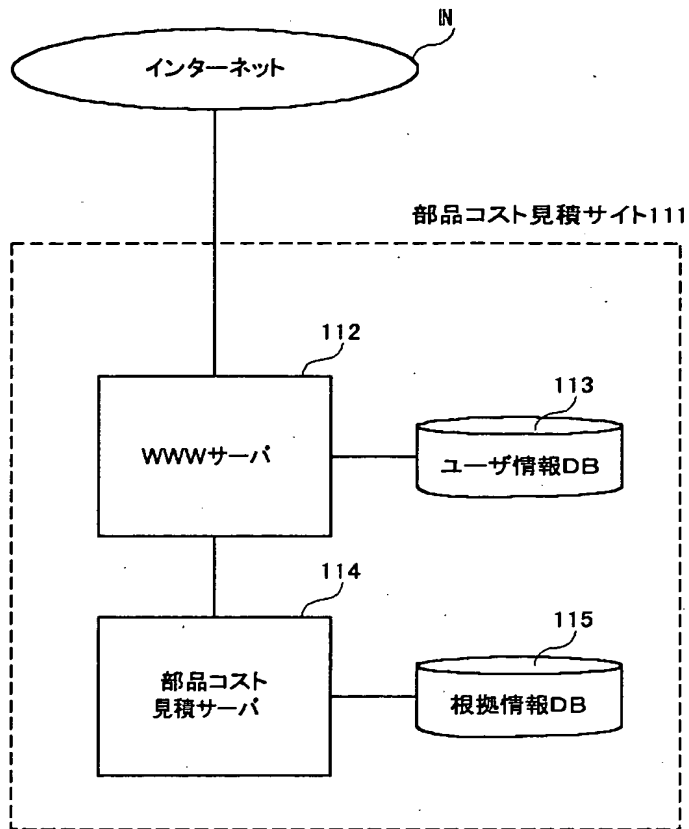 IN
インターネット
部品コスト見積サイト111
112
WWWサーバ
113
ユーザ情報DB
114
部品コスト
見積サーバ
115
根拠情報DB